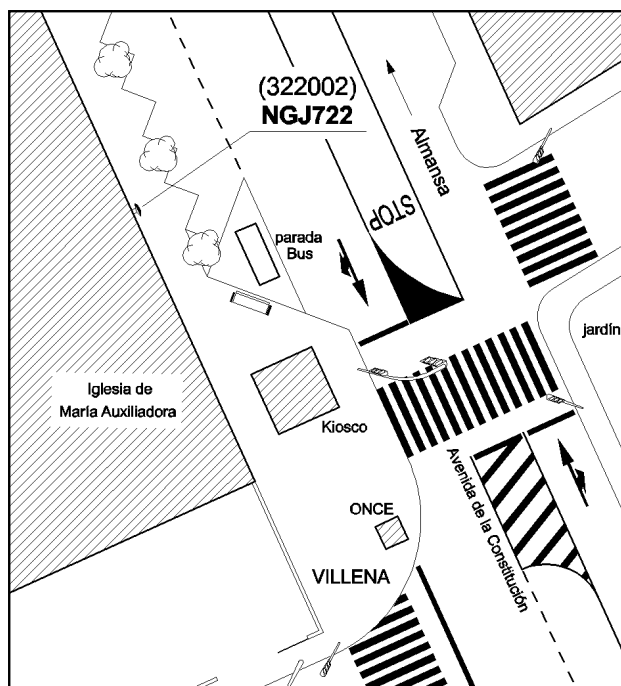 (322002)
NGJ722
Almansa
STOP
parada
Bus
jardín
Iglesia de
María Auxiliadora
Kiosco
Avenida de la Constitución
ONCE
VILLENA